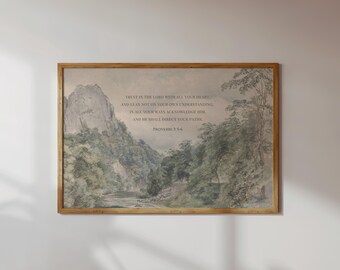 TRUST IN THE LORD WITH ALL YOUR HEART,
AND LEAN NOT ON YOUR OWN UNDERSTANDING;
IN ALL YOUR WAYS ACKNOWLEDGE HIM,
AND HE SHALL DIRECT YOUR PATHS.
PROVERBS 3:5-6